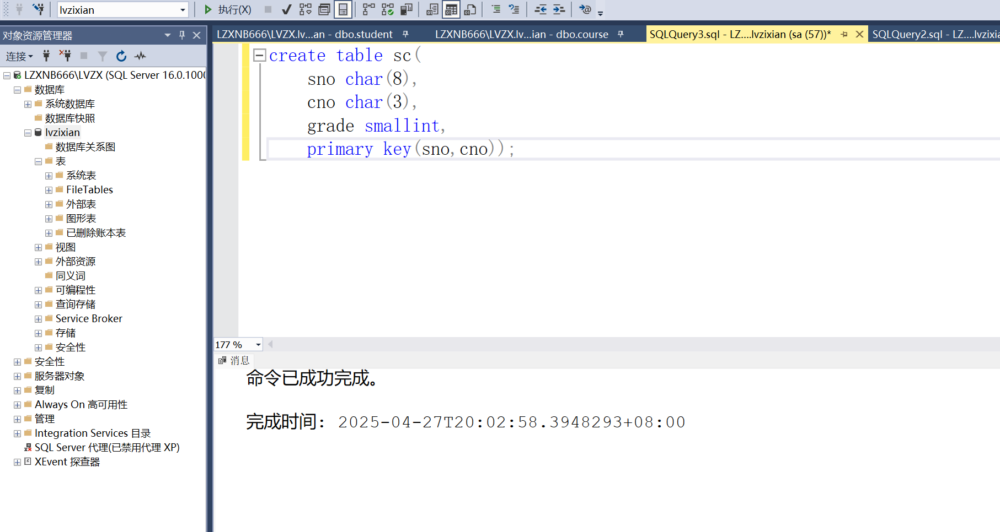 lvzixian
执行(X)
对象资源管理器
连接
LZXNB666\LVZX (SQL Server 16.0.100
数据库
系统数据库
数据库快照
lvzixian
数据库关系图
表
系统表
FileTables
外部表
图形表
已删除账本表
视图
外部资源
同义词
可编程性
查询存储
Service Broker
存储
安全性
安全性
服务器对象
复制
Always On 高可用性
管理
Integration Services 目录
SQL Server 代理(已禁用代理 XP)
XEvent 探查器
LZXNB666\LVZX.lv...an - dbo.student
LZXNB666\LVZX.lv...ian - dbo.course
SQLQuery3.sql - LZ....lvzixian (sa (57))*
SQLQuery2.sql - LZ....lvzixia
create table sc(
sno char(8),
cno char(3),
grade smallint,
primary key(sno,cno));
177 %
消息
命令已成功完成。
完成时间: 2025-04-27T20:02:58.3948293+08:00